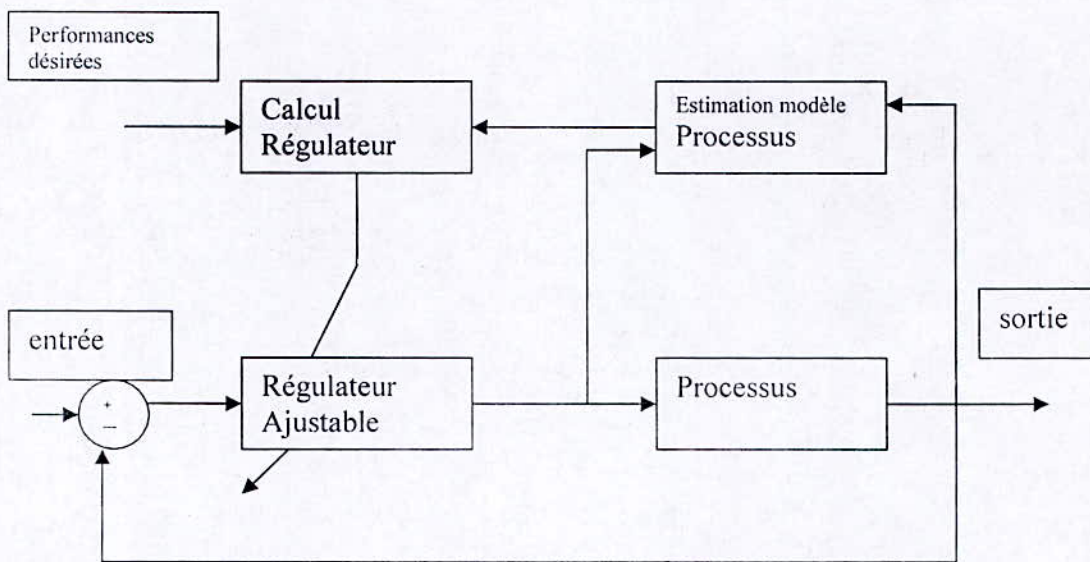 Performances
désirées
Calcul
Régulateur
Estimation modèle
Processus
entrée
+
−
Régulateur
Ajustable
Processus
sortie